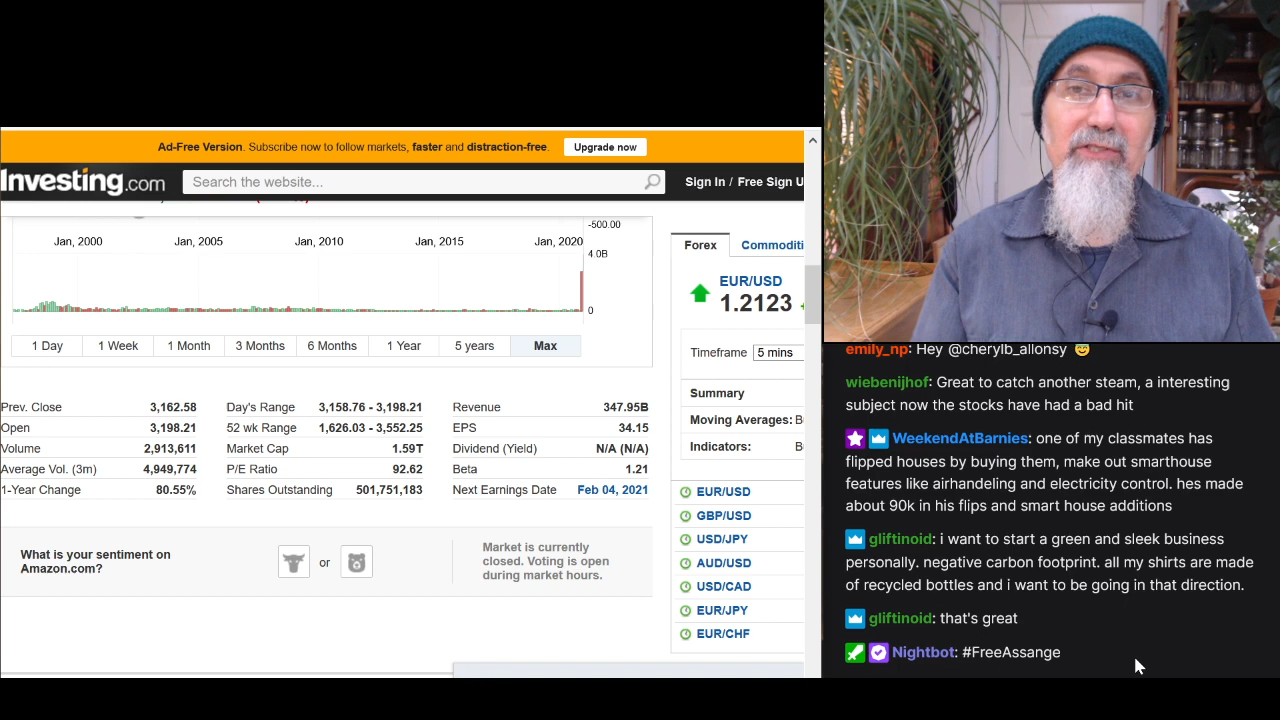 Ad-Free Version. Subscribe now to follow markets, faster and distraction-free. Upgrade now
Investing.com Search the website... Sign In / Free Sign U
-500.00
Jan, 2000 Jan, 2005 Jan, 2010 Jan, 2015 Jan, 2020
4.0B
0
1 Day 1 Week 1 Month 3 Months 6 Months 1 Year 5 years Max
Prev. Close 3,162.58 Day's Range 3,158.76 - 3,198.21 Revenue 347.95B
Open 3,198.21 52 wk Range 1,626.03 - 3,552.25 EPS 34.15
Volume 2,913,611 Market Cap 1.59T Dividend (Yield) N/A (N/A)
Average Vol. (3m) 4,949,774 P/E Ratio 92.62 Beta 1.21
1-Year Change 80.55% Shares Outstanding 501,751,183 Next Earnings Date Feb 04, 2021
What is your sentiment on
Amazon.com?
or
Market is currently
closed. Voting is open
during market hours.
Forex Commoditi
EUR/USD
1.2123
Timeframe 5 mins
Summary
Moving Averages: B
Indicators: B
EUR/USD
GBP/USD
USD/JPY
AUD/USD
USD/CAD
EUR/JPY
EUR/CHF
emily_np: Hey @cherylb_allonsy
wiebenijhof: Great to catch another steam, a interesting
subject now the stocks have had a bad hit
WeekendAtBarnies: one of my classmates has
flipped houses by buying them, make out smarthouse
features like airhandeling and electricity control. hes made
about 90k in his flips and smart house additions
gliftinoid: i want to start a green and sleek business
personally. negative carbon footprint. all my shirts are made
of recycled bottles and i want to be going in that direction.
gliftinoid: that's great
Nightbot: #FreeAssange